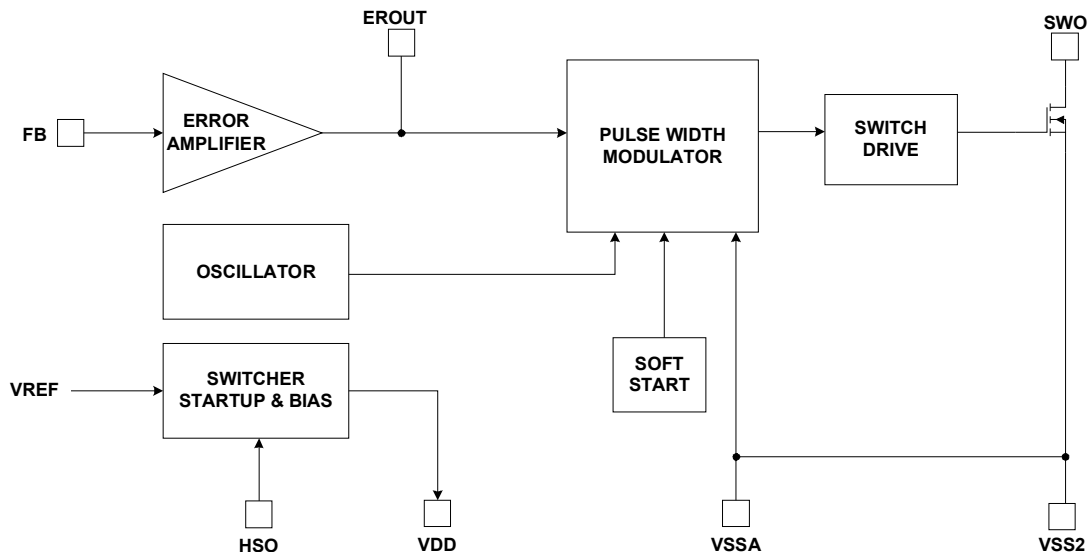 EROUT
SWO
FB
ERROR
AMPLIFIER
PULSE WIDTH
MODULATOR
SWITCH
DRIVE
OSCILLATOR
SOFT
START
VREF
SWITCHER
STARTUP & BIAS
HSO
VDD
VSSA
VSS2